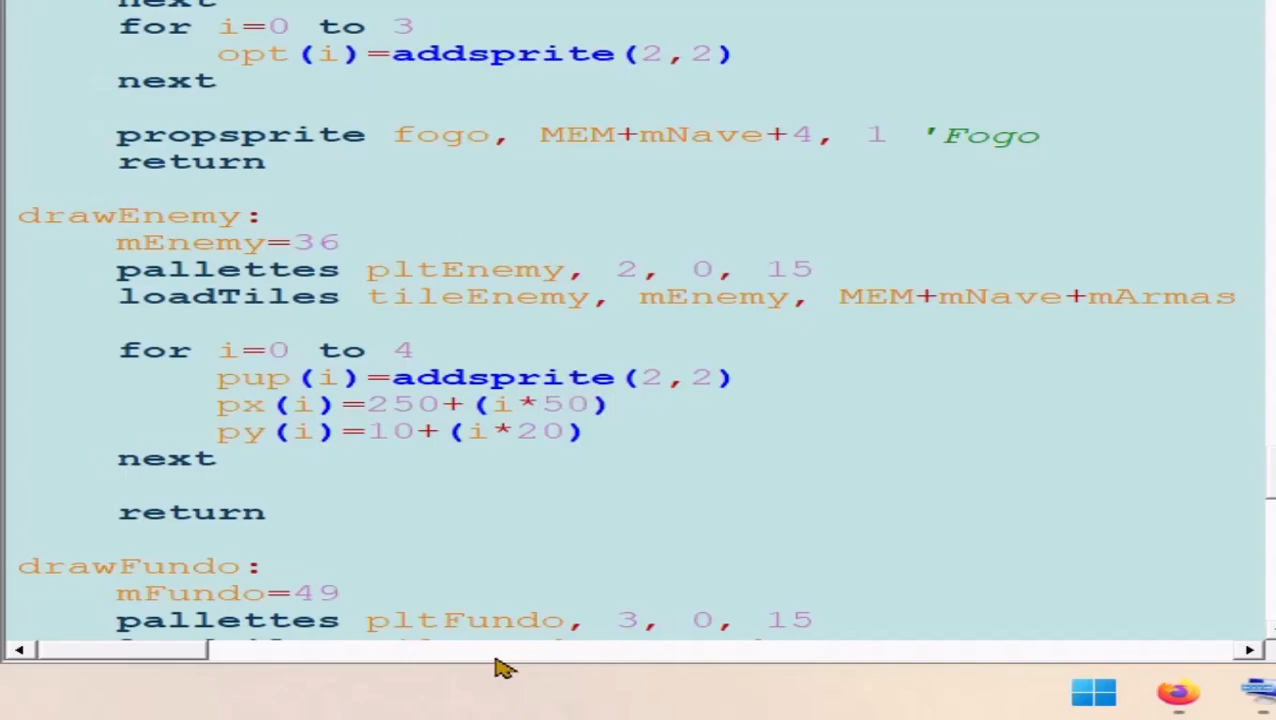 next
for i=0 to 3
opt(i)=addsprite(2,2)
next
propsprite fogo, MEM+mNave+4, 1 'Fogo
return
drawEnemy:
mEnemy=36
pallettes pltEnemy, 2, 0, 15
loadTiles tileEnemy, mEnemy, MEM+mNave+mArmas
for i=0 to 4
pup(i)=addsprite(2,2)
px(i)=250+(i*50)
py(i)=10+(i*20)
next
return
drawFundo:
mFundo=49
pallettes pltFundo, 3, 0, 15